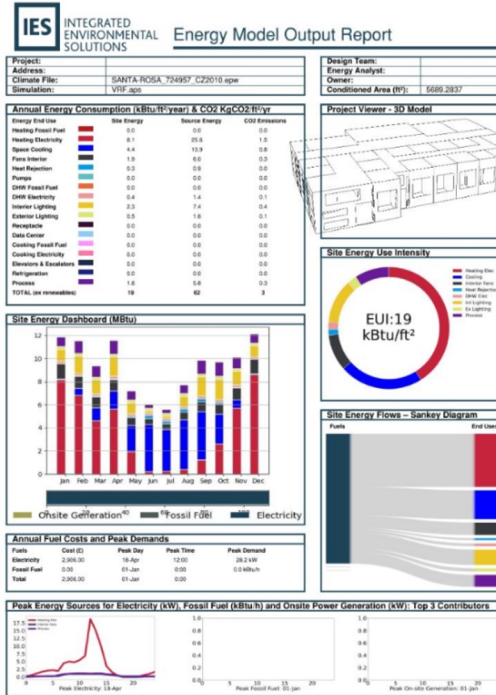 IES INTEGRATED ENVIRONMENTAL SOLUTIONS
Energy Model Output Report
Project:
Address:
Climate File: SANTA-ROSA_724957_CZ2010.epw
Simulation: VRF.aps
Design Team:
Energy Analyst:
Owner:
Conditioned Area (ft²): 5689.2837
Annual Energy Consumption (kBtu/ft²/year) & CO2 KgCO2/ft²/yr
Energy End Use Site Energy Source Energy CO2 Emissions
Heating Fossil Fuel 0.0 0.0 0.0
Heating Electricity 8.1 25.6 1.5
Space Cooling 4.4 13.9 0.8
Fans Interior 1.9 6.0 0.3
Heat Rejection 0.3 0.9 0.0
Pumps 0.0 0.0 0.0
DHW Fossil Fuel 0.0 0.0 0.0
DHW Electricity 0.4 1.4 0.1
Interior Lighting 2.3 7.4 0.4
Exterior Lighting 0.5 1.6 0.1
Receptacle 0.0 0.0 0.0
Data Center 0.0 0.0 0.0
Cooking Fossil Fuel 0.0 0.0 0.0
Cooking Electricity 0.0 0.0 0.0
Elevators & Escalators 0.0 0.0 0.0
Refrigeration 0.0 0.0 0.0
Process 1.8 5.8 0.3
TOTAL (ex renewables) 19 62 3
Project Viewer - 3D Model
Site Energy Use Intensity
EUI:19
kBtu/ft²
Heating Elec
Cooling
Interior Fans
Heat Rejection
DHW Elec
Int Lighting
Ex Lighting
Process
Site Energy Dashboard (MBtu)
12
10
8
6
4
2
0
Jan Feb Mar Apr May Jun Jul Aug Sep Oct Nov Dec
Onsite Generation Fossil Fuel Electricity
Site Energy Flows – Sankey Diagram
Fuels End Uses
Annual Fuel Costs and Peak Demands
Fuels Cost (£) Peak Day Peak Time Peak Demand
Electricity 2,906.00 18-Apr 12:00 28.2 kW
Fossil Fuel 0.00 01-Jan 0:00 0.0 kBtu/h
Total 2,906.00 01-Jan 0:00
Peak Energy Sources for Electricity (kW), Fossil Fuel (kBtu/h) and Onsite Power Generation (kW): Top 3 Contributors
Heating Elec
Interior Fans
Process
17.5
15.0
12.5
10.0
7.5
5.0
2.5
0.0
0 5 10 15 20
Peak Electricity: 18-Apr
1.0
0.8
0.6
0.4
0.2
0.0
5 10 15 20
Peak Fossil Fuel: 01-Jan
1.0
0.8
0.6
0.4
0.2
0.0
5 10 15 20
Peak On-site Generation: 01-Jan